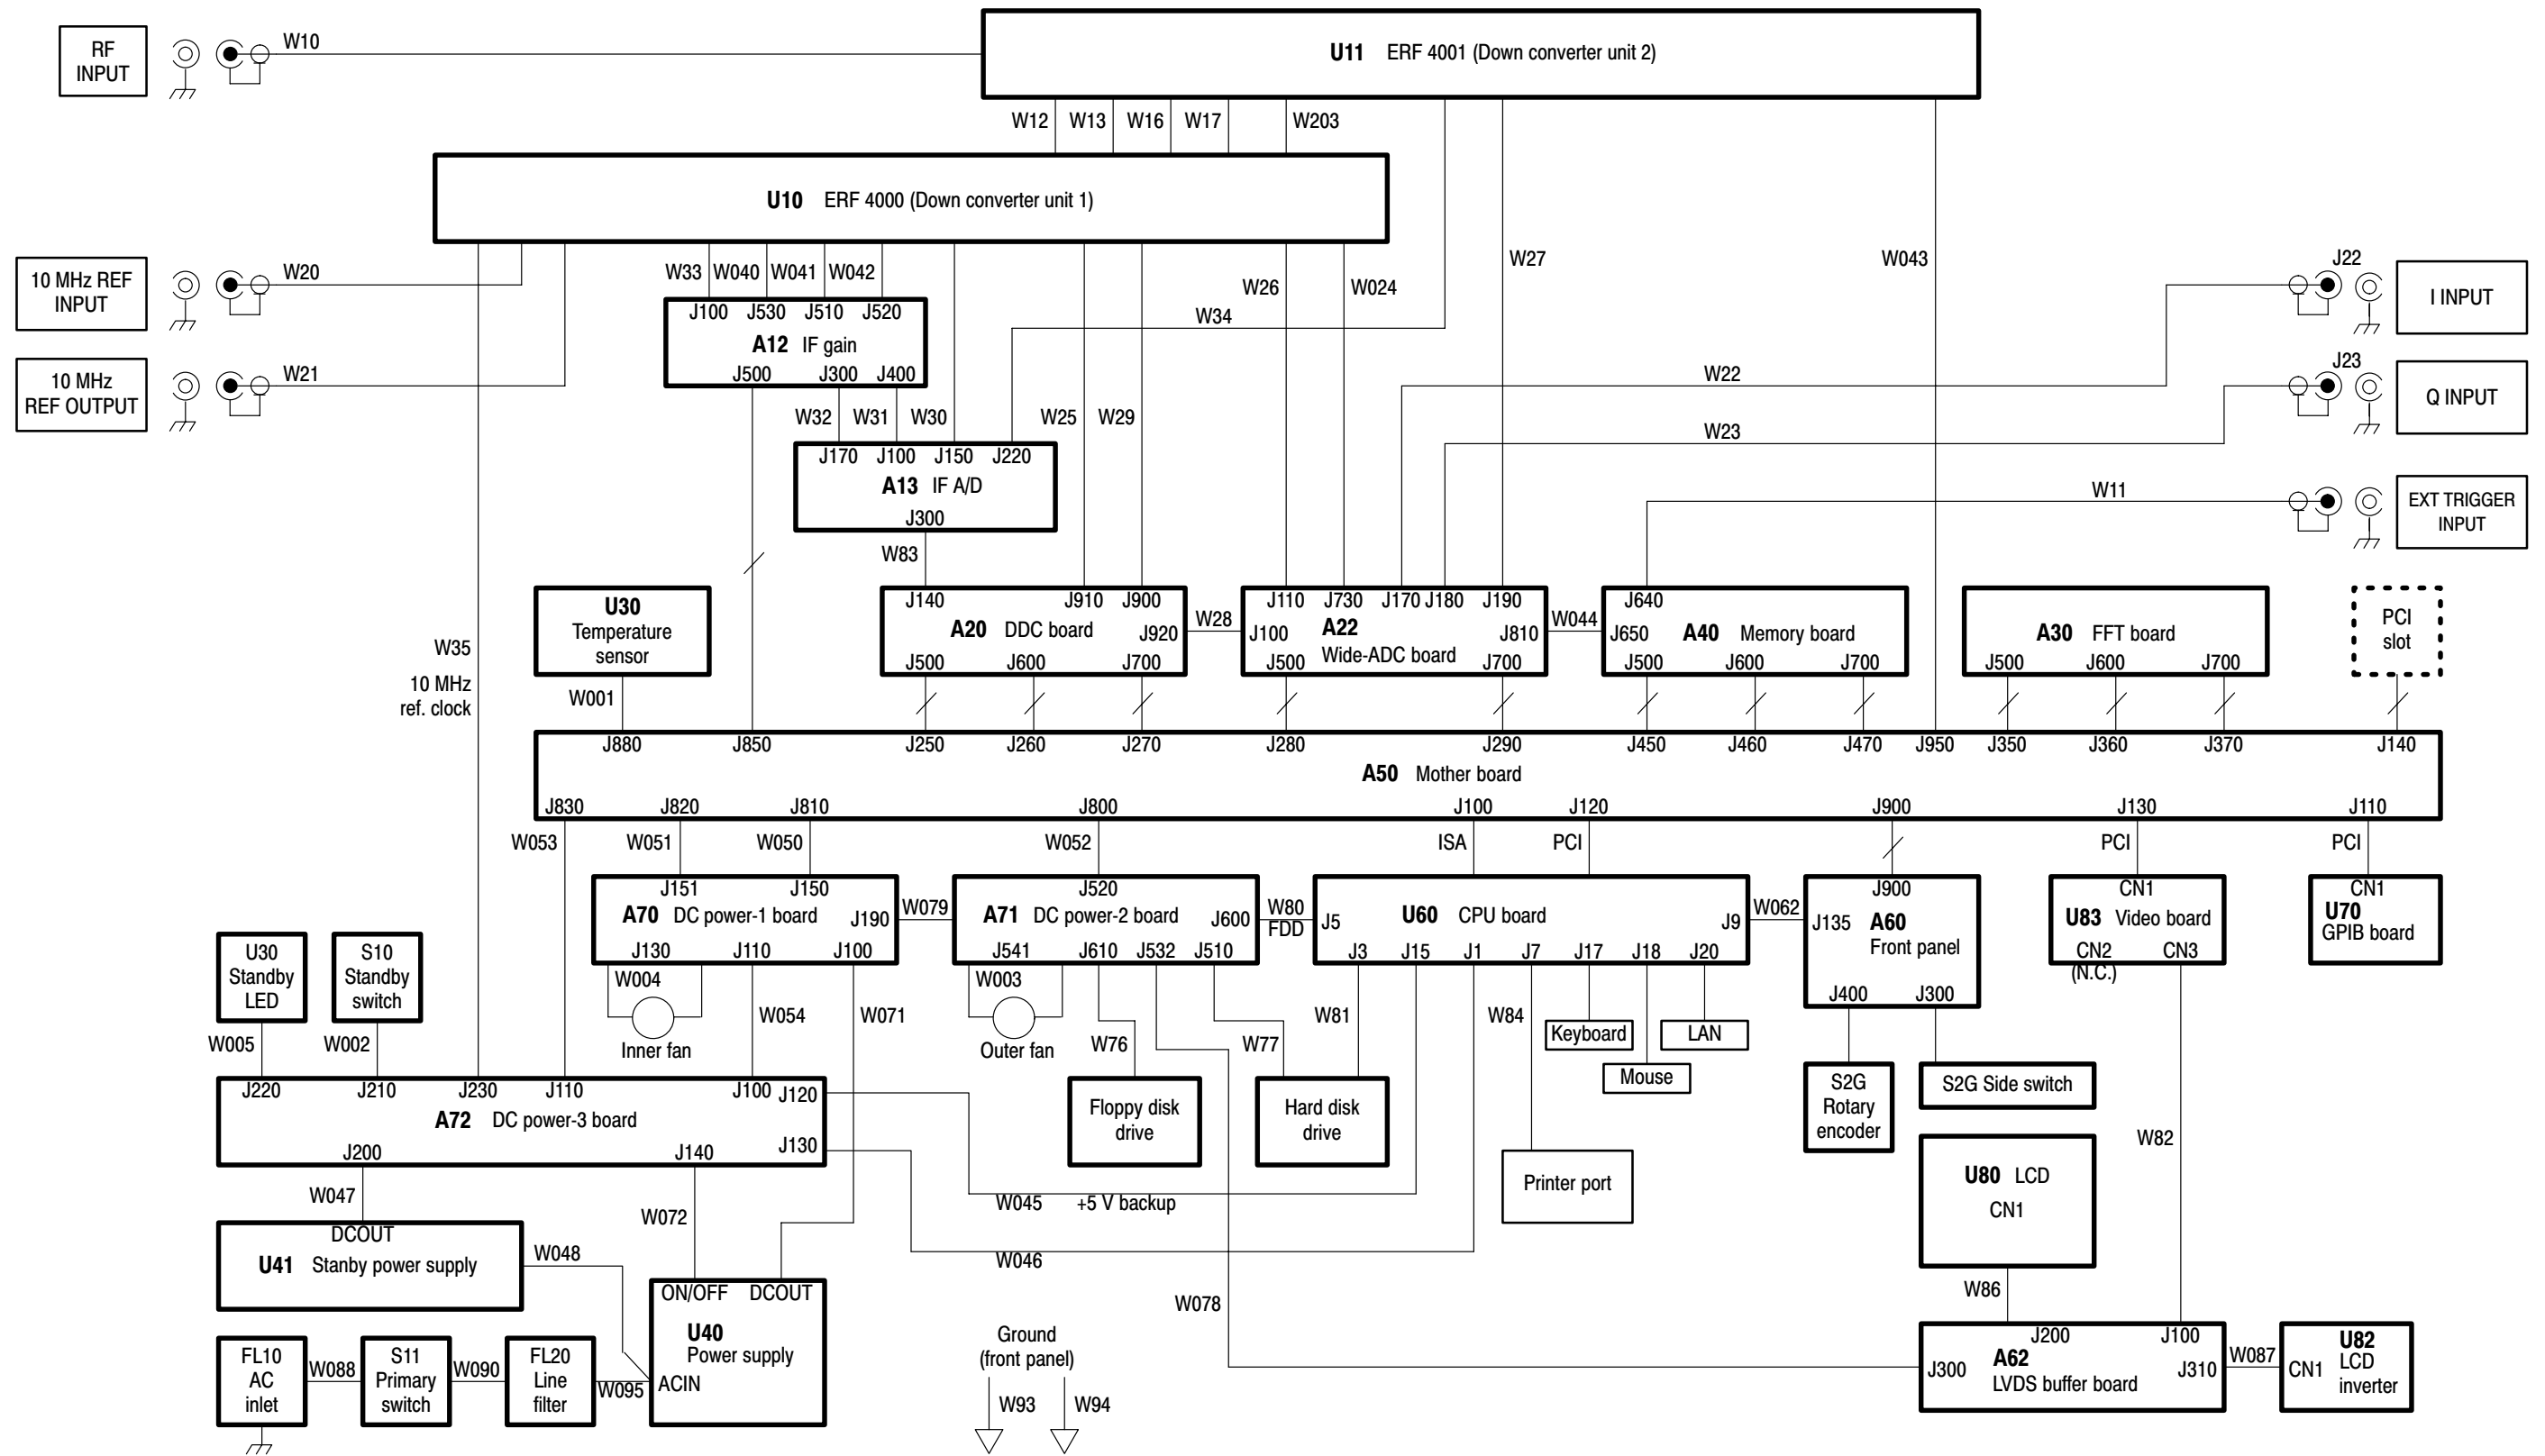 RF
INPUT
W10
U11 ERF 4001 (Down converter unit 2)
W12 W13 W16 W17 W203
U10 ERF 4000 (Down converter unit 1)
10 MHz REF
INPUT
W20
10 MHz
REF OUTPUT
W21
W33 W040 W041 W042
W26 W024
W27
W043
W34
J22
I INPUT
J23
Q INPUT
W22
W23
W11
EXT TRIGGER
INPUT
J100 J530 J510 J520
A12 IF gain
J500 J300 J400
W32 W31 W30 W25 W29
J170 J100 J150 J220
A13 IF A/D
J300
W83
W35
10 MHz
ref. clock
U30
Temperature
sensor
W001
J140 J910 J900
A20 DDC board
J920
J500 J600 J700
W28
J110 J730 J170 J180 J190
J100
A22
J810
Wide-ADC board
J500 J700
W044
J640
J650
A40 Memory board
J500 J600 J700
A30 FFT board
J500 J600 J700
PCI
slot
J880 J850 J250 J260 J270 J280 J290 J450 J460 J470 J950 J350 J360 J370 J140
A50 Mother board
J830 J820 J810 J800 J100 J120 J900 J130 J110
W053 W051 W050 W052 ISA PCI PCI PCI
J151 J150
A70 DC power-1 board
J190
J130 J110 J100
W079
J520
A71 DC power-2 board
J600
J541 J610 J532 J510
W80
FDD
J5
U60 CPU board
J9
J3 J15 J1 J7 J17 J18 J20
W062
J900
J135
A60
Front panel
J400 J300
CN1
U83 Video board
CN2 CN3
(N.C.)
CN1
U70
GPIB board
U30
Standby
LED
S10
Standby
switch
W004
Inner fan
W054
W071
W003
Outer fan
W76
W77
W81
W84
Keyboard
Mouse
LAN
W005
W002
J220 J210 J230 J110 J100 J120
A72 DC power-3 board
J130
J200 J140
Floppy disk
drive
Hard disk
drive
Printer port
S2G
Rotary
encoder
S2G Side switch
W82
U80 LCD
CN1
W047
W072
W045 +5 V backup
W046
DCOUT
U41 Stanby power supply
W048
ON/OFF DCOUT
U40
Power supply
ACIN
W078
W86
FL10
AC
inlet
W088
S11
Primary
switch
W090
FL20
Line
filter
W095
Ground
(front panel)
W93 W94
J200 J100
J300
A62
J310
LVDS buffer board
W087
CN1
U82
LCD
inverter